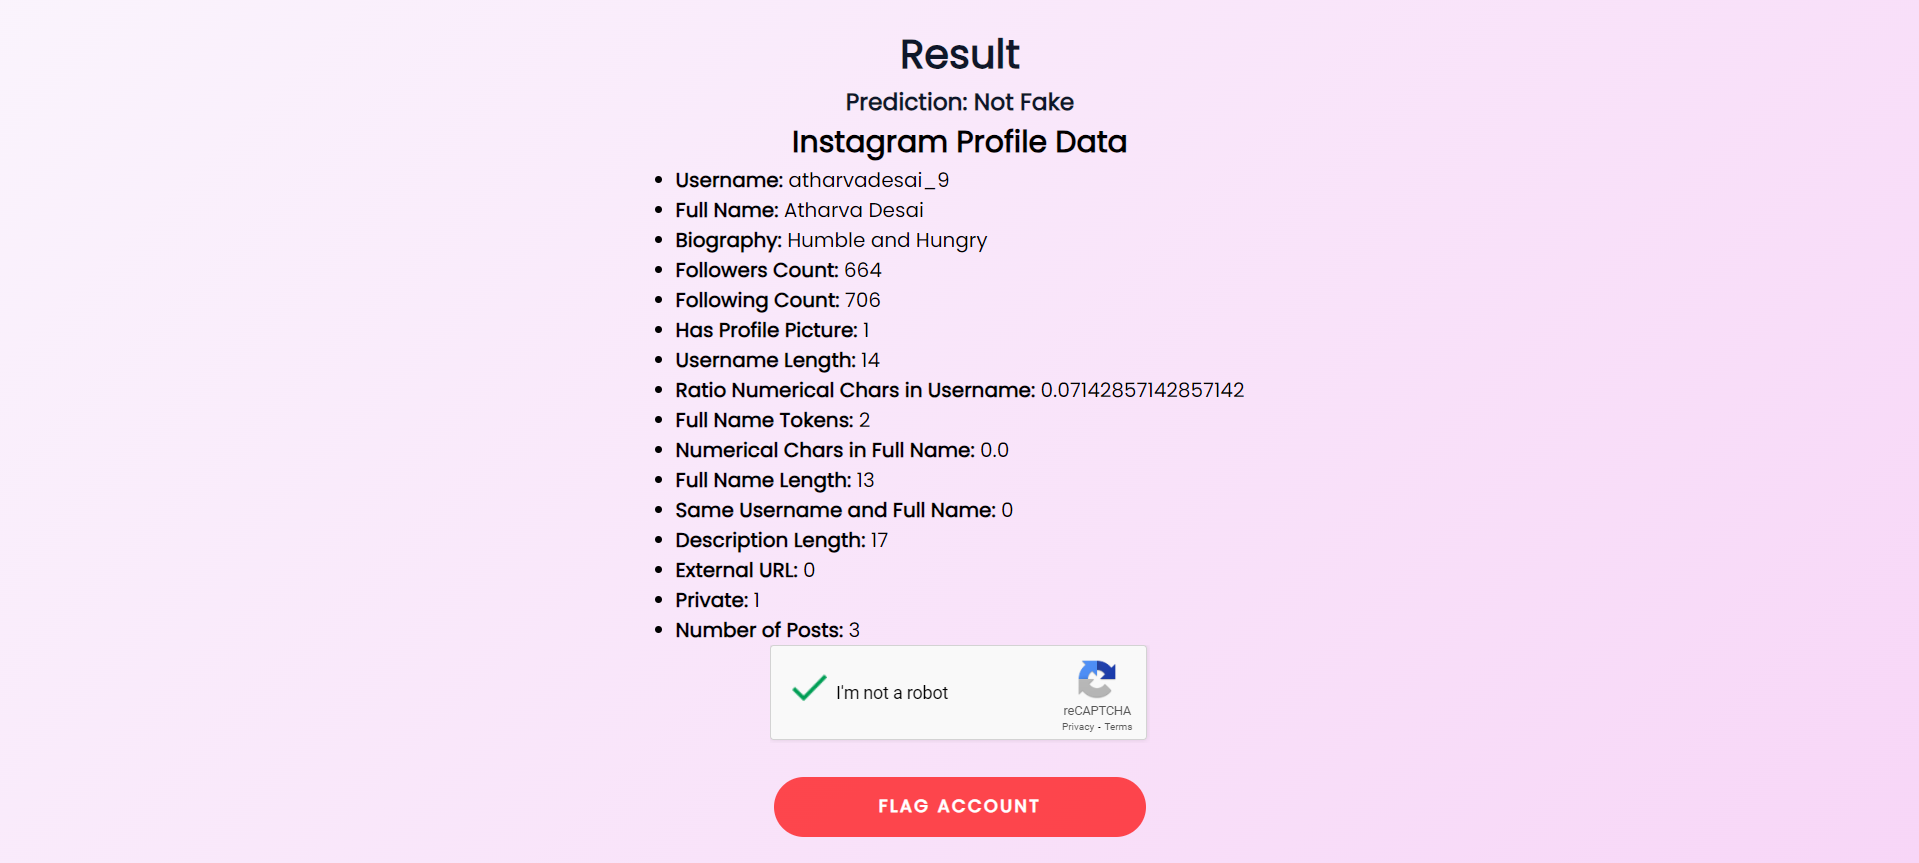 Result
Prediction: Not Fake
Instagram Profile Data
• Username: atharvadesai_9
• Full Name: Atharva Desai
• Biography: Humble and Hungry
• Followers Count: 664
• Following Count: 706
• Has Profile Picture: 1
• Username Length: 14
• Ratio Numerical Chars in Username: 0.07142857142857142
• Full Name Tokens: 2
• Numerical Chars in Full Name: 0.0
• Full Name Length: 13
• Same Username and Full Name: 0
• Description Length: 17
• External URL: 0
• Private: 1
• Number of Posts: 3
I'm not a robot
reCAPTCHA
Privacy - Terms
FLAG ACCOUNT